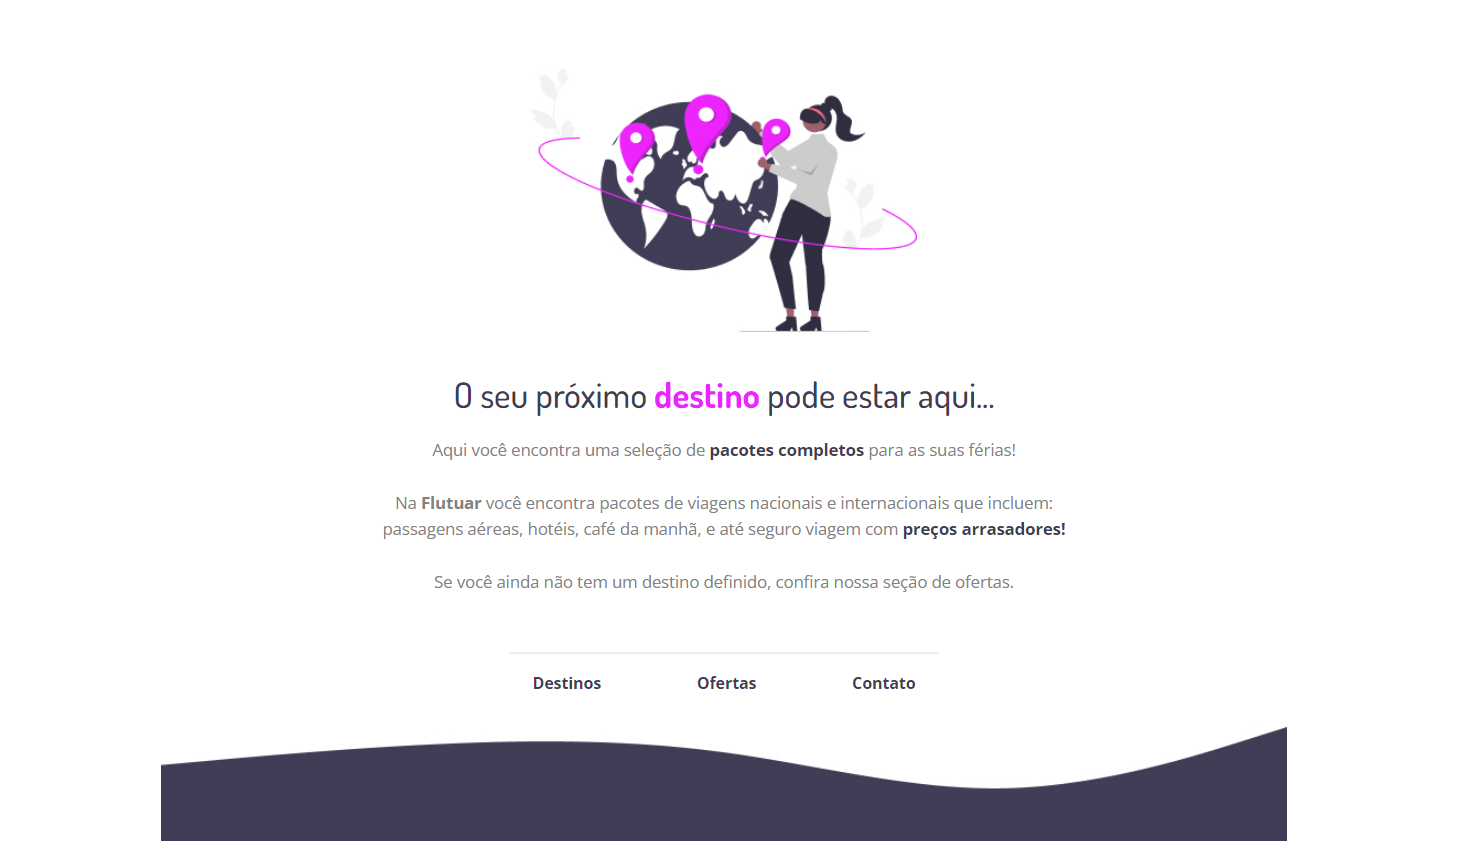 O seu próximo destino pode estar aqui...
Aqui você encontra uma seleção de pacotes completos para as suas férias!
Na Flutuar você encontra pacotes de viagens nacionais e internacionais que incluem:
passagens aéreas, hotéis, café da manhã, e até seguro viagem com preços arrasadores!
Se você ainda não tem um destino definido, confira nossa seção de ofertas.
Destinos Ofertas Contato